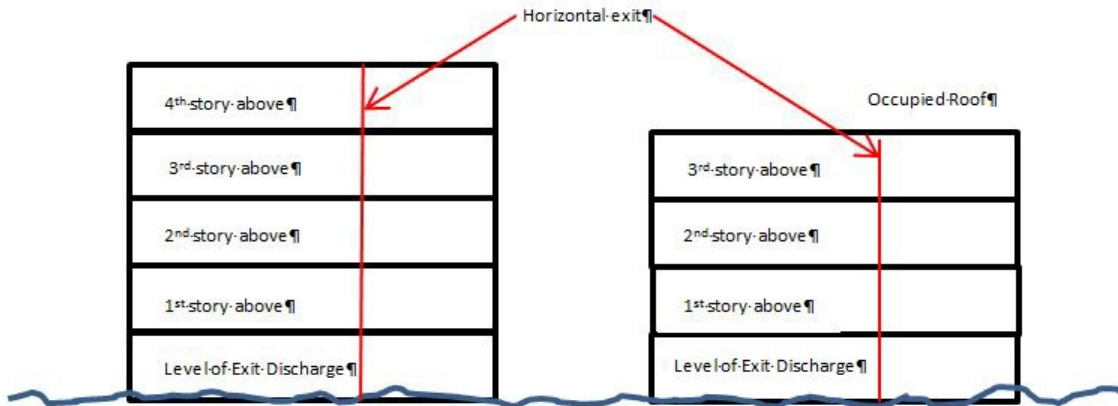 Horizontal·exit¶
4th·story·above¶
3rd·story·above¶
2nd·story·above¶
1st·story·above¶
Level·of·Exit·Discharge¶
Occupied·Roof¶
3rd·story·above¶
2nd·story·above¶
1st·story·above¶
Level·of·Exit·Discharge¶